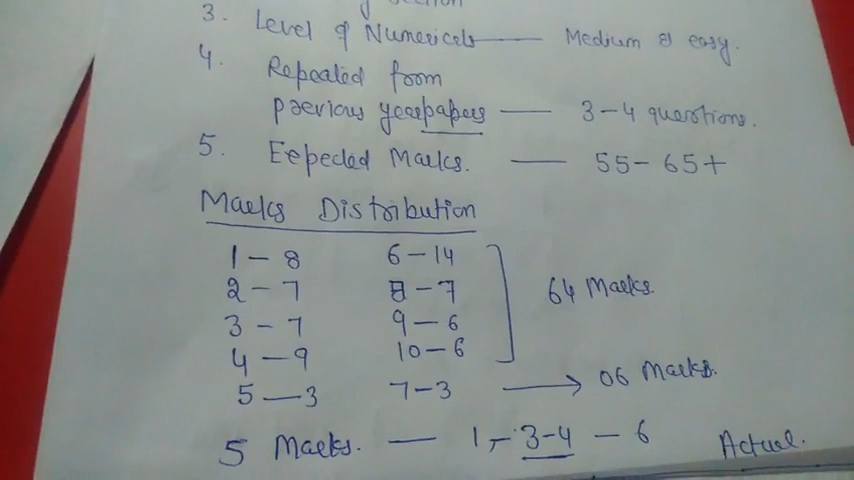 section
3. Level of Numericals — Medium & easy.
4. Repeated from
previous yearpapers — 3-4 questions.
5. Eepected Marks. — 55-65+
Marks Distribution
1 - 8 6 - 14
2 - 7 8 - 7 64 Marks.
3 - 7 9 - 6
4 - 9 10 - 6
5 - 3 7 - 3 → 06 Marks.
5 Marks. — 1, - 3-4 - 6 Actual.